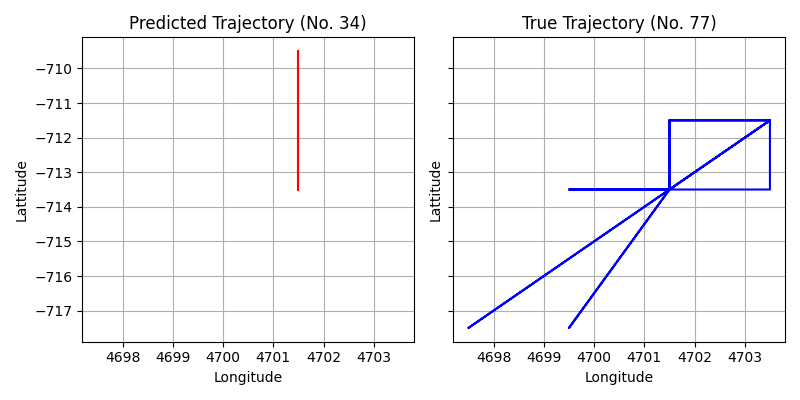 Predicted Trajectory (No. 34)
True Trajectory (No. 77)
Lattitude
−710
−711
−712
−713
−714
−715
−716
−717
4698 4699 4700 4701 4702 4703
Longitude
Lattitude
4698 4699 4700 4701 4702 4703
Longitude